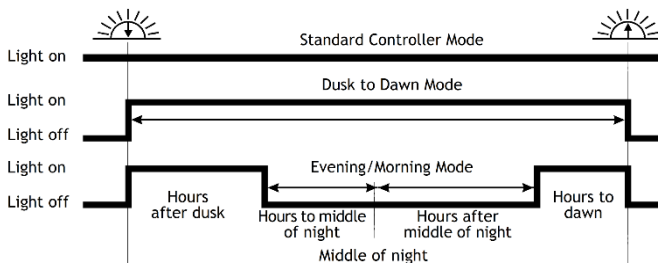 Standard Controller Mode
Light on
Dusk to Dawn Mode
Light on
Light off
Light on
Evening/Morning Mode
Light off
Hours
after dusk
Hours to middle
of night
Hours after
middle of night
Hours to
dawn
Middle of night